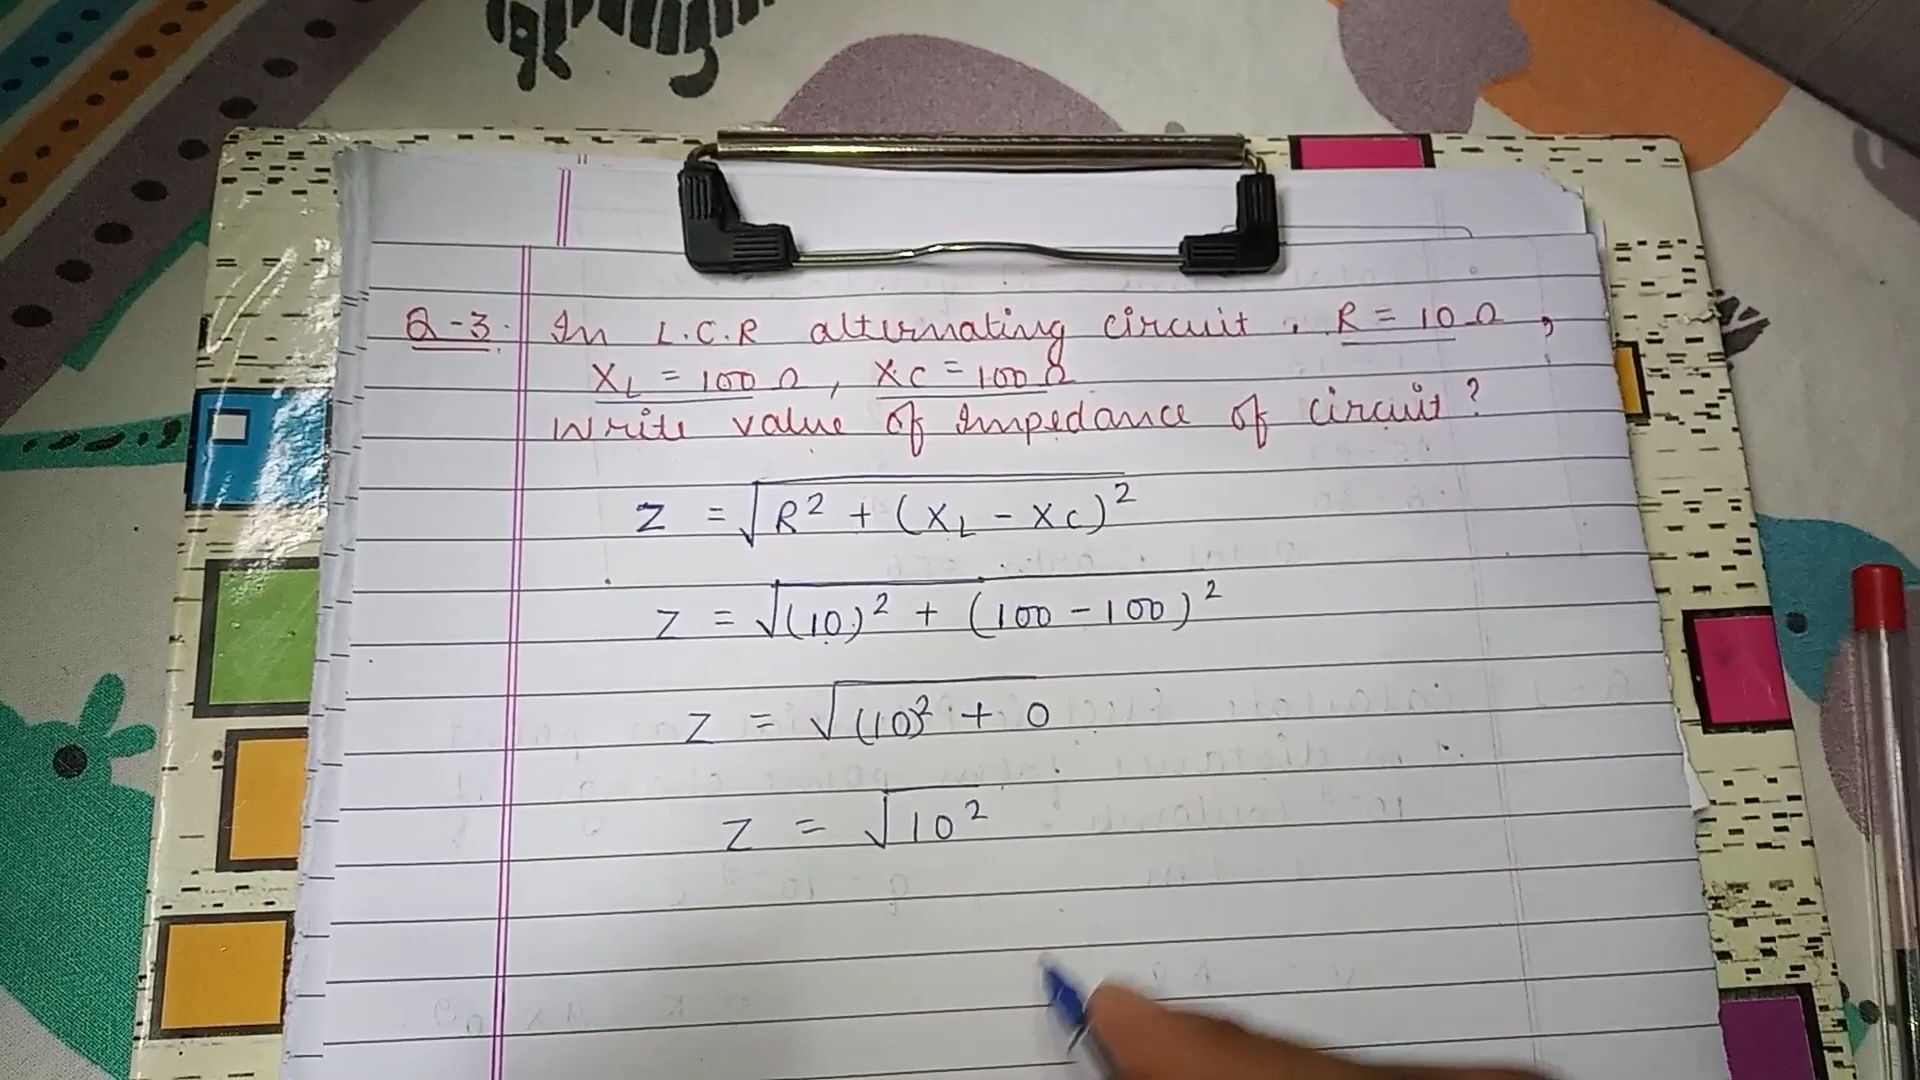 Q-3. In L.C.R alternating circuit, R = 10 Ω,
XL = 100 Ω, XC = 100 Ω
Write value of Impedance of circuit?
Z = √R² + (XL - XC)²
Z = √(10)² + (100 - 100)²
Z = √(10)² + 0
Z = √10²